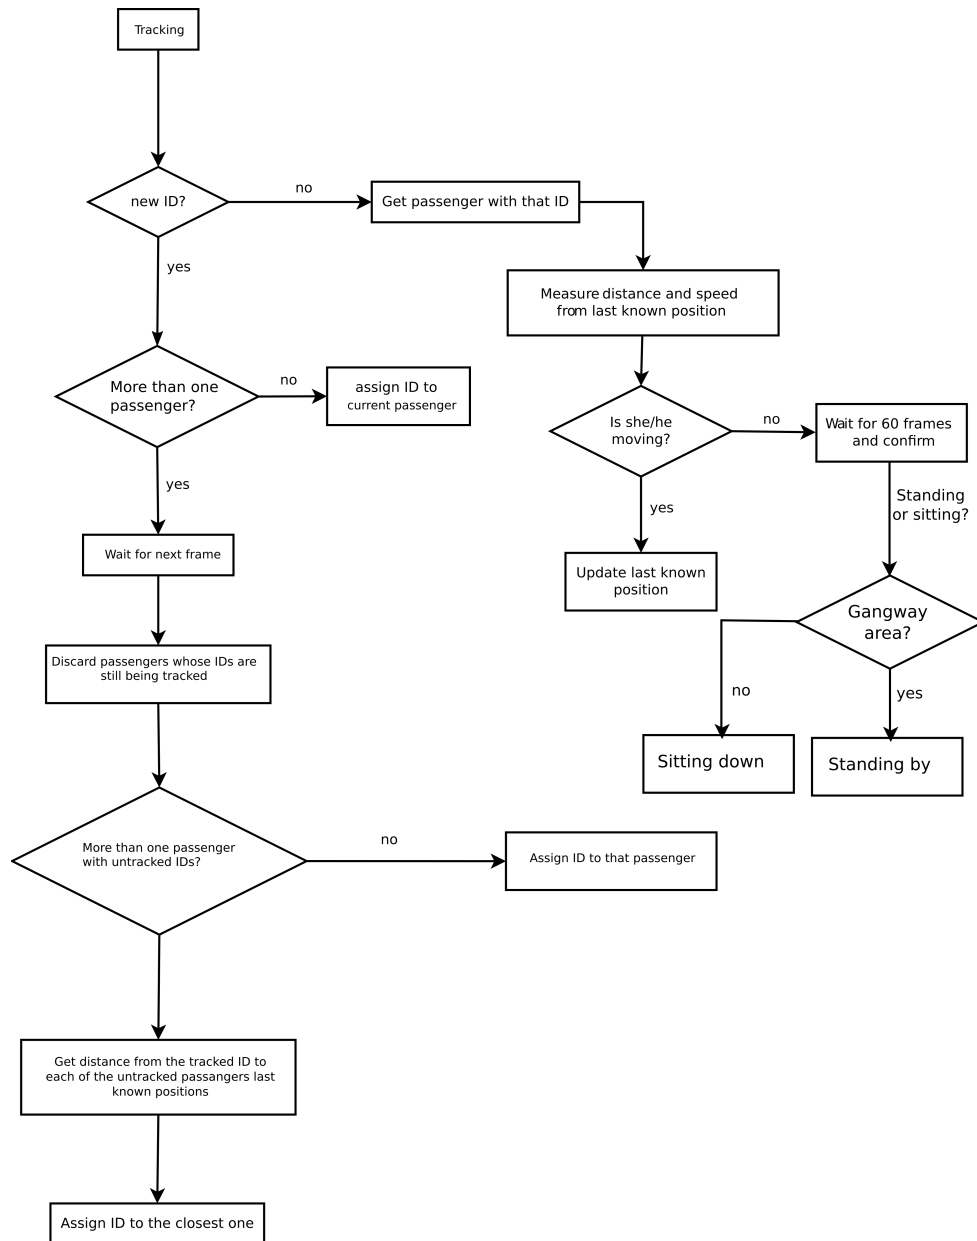 Tracking
new ID?
no
Get passenger with that ID
yes
Measure distance and speed
from last known position
More than one
passenger?
no
assign ID to
current passenger
Is she/he
moving?
no
Wait for 60 frames
and confirm
yes
yes
Standing
or sitting?
Wait for next frame
Update last known
position
Gangway
area?
Discard passengers whose IDs are
still being tracked
no
yes
Sitting down
Standing by
More than one passenger
with untracked IDs?
no
Assign ID to that passenger
Get distance from the tracked ID to
each of the untracked passangers last
known positions
Assign ID to the closest one